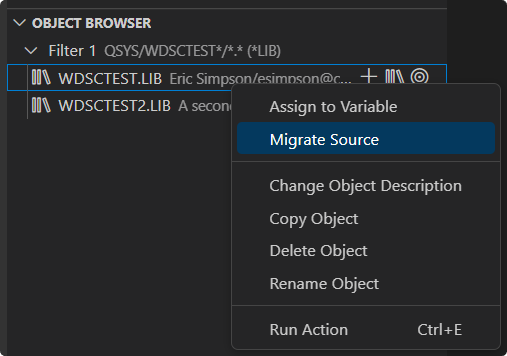 OBJECT BROWSER
Filter 1 QSYS/WDSCTEST*/*.* (*LIB)
WDSCTEST.LIB Eric Simpson/esimpson@c...
WDSCTEST2.LIB A second
Assign to Variable
Migrate Source
Change Object Description
Copy Object
Delete Object
Rename Object
Run Action Ctrl+E